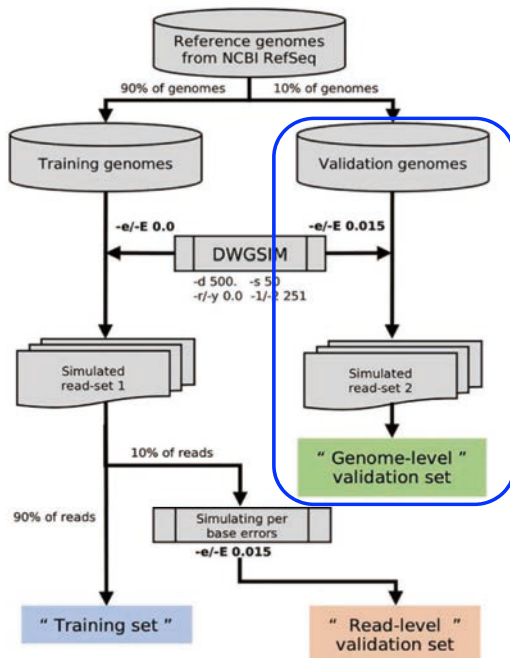 Reference genomes
from NCBI RefSeq
90% of genomes
10% of genomes
Training genomes
Validation genomes
-e/-E 0.0
-e/-E 0.015
DWGSIM
-d 500. -s 50
-r/-y 0.0 -1/-2 251
Simulated
read-set 1
Simulated
read-set 2
10% of reads
“ Genome-level ”
validation set
90% of reads
Simulating per
base errors
-e/-E 0.015
“ Training set ”
“ Read-level ”
validation set